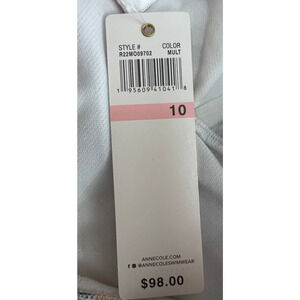 STYLE # COLOR
R22MO09702 MULT
1 95609 41041 8
10
ANNECOLE.COM
@ANNECOLESWIMWEAR
$98.00